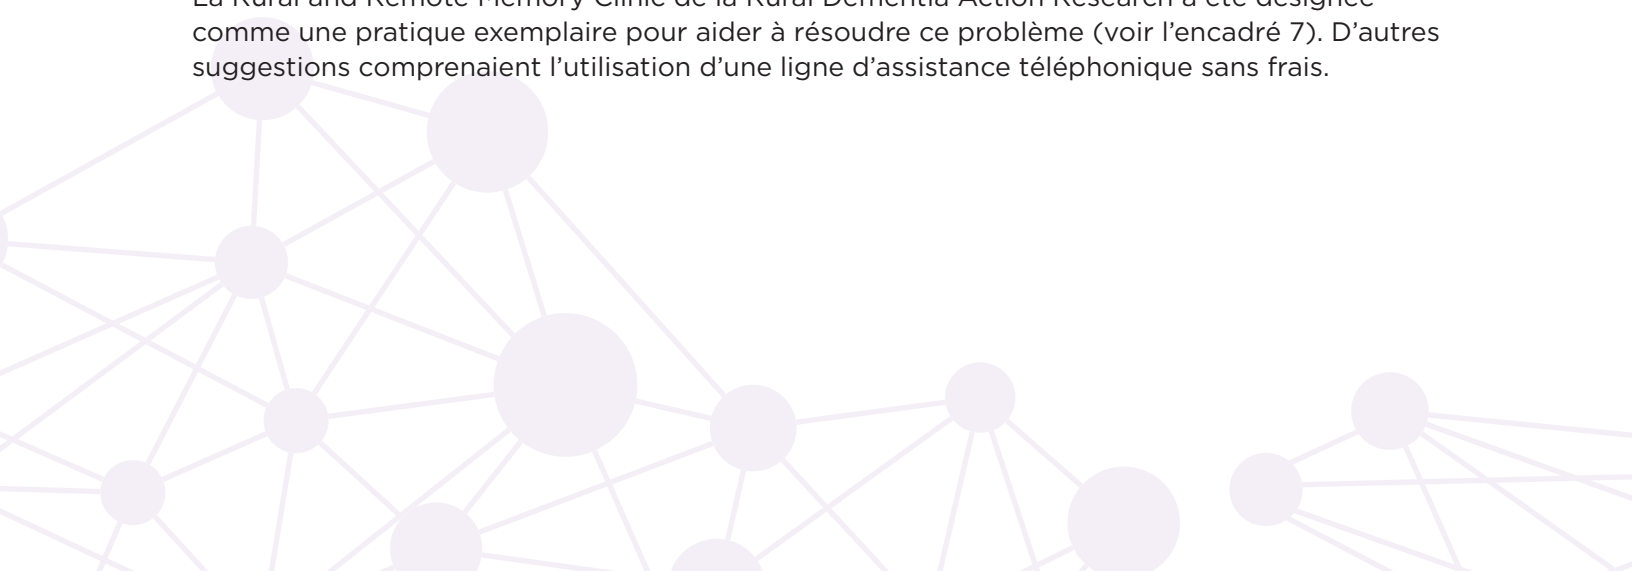 La Rural and Remote Memory Clinic de la Rural Dementia Action Research a été désignée
comme une pratique exemplaire pour aider à résoudre ce problème (voir l’encadré 7). D’autres
suggestions comprenaient l’utilisation d’une ligne d’assistance téléphonique sans frais.